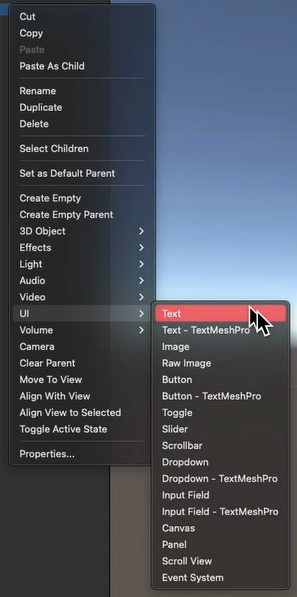 Cut
Copy
Paste
Paste As Child
Rename
Duplicate
Delete
Select Children
Set as Default Parent
Create Empty
Create Empty Parent
3D Object
Effects
Light
Audio
Video
UI
Volume
Camera
Clear Parent
Move To View
Align With View
Align View to Selected
Toggle Active State
Properties...
Text
Text - TextMeshPro
Image
Raw Image
Button
Button - TextMeshPro
Toggle
Slider
Scrollbar
Dropdown
Dropdown - TextMeshPro
Input Field
Input Field - TextMeshPro
Canvas
Panel
Scroll View
Event System